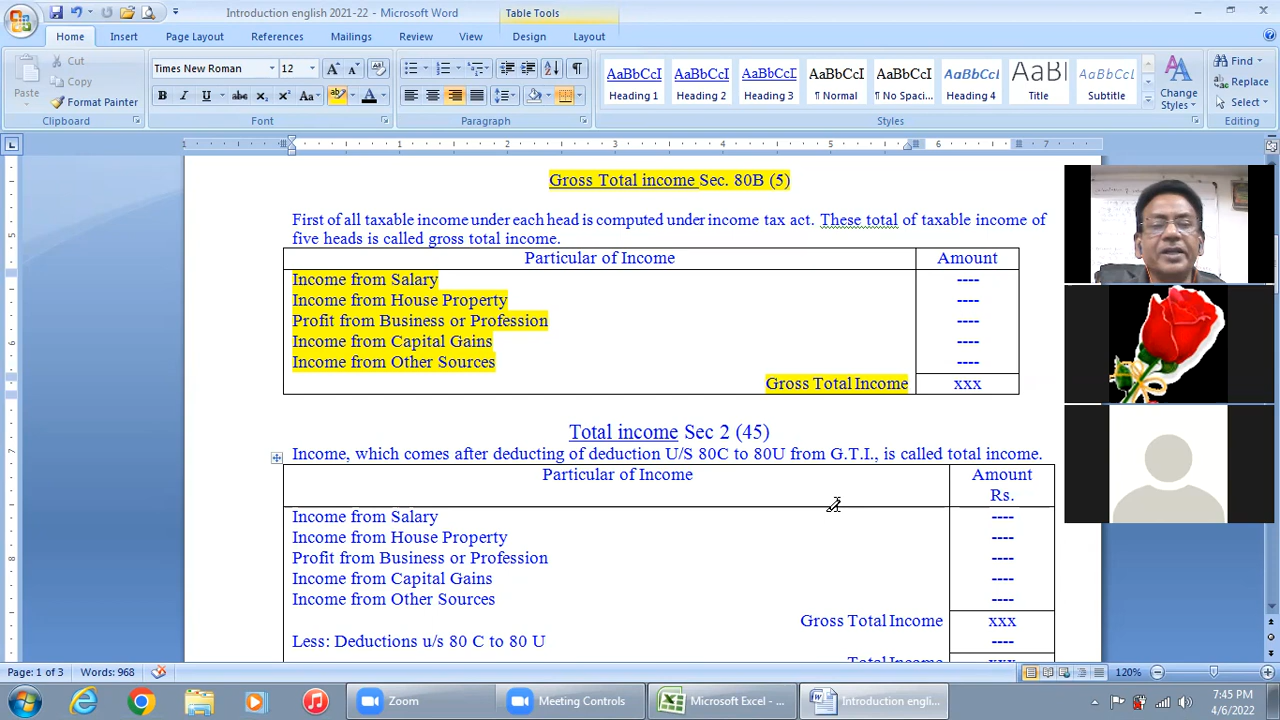 Introduction english 2021-22 - Microsoft Word
Table Tools
Home
Insert
Page Layout
References
Mailings
Review
View
Design
Layout
Paste
Cut
Copy
Format Painter
Clipboard
Times New Roman
12
Font
Paragraph
AaBbCcI
AaBbCcI
AaBbCcI
AaBbCcI
AaBbCcI
AaBbCcI
AaB
AaBbCcI
Heading 1
Heading 2
Heading 3
¶ Normal
¶ No Spaci...
Heading 4
Title
Subtitle
Change
Styles
Styles
Find
Replace
Select
Editing
Gross Total income Sec. 80B (5)
First of all taxable income under each head is computed under income tax act. These total of taxable income of
five heads is called gross total income.
Particular of Income Amount
Income from Salary ----
Income from House Property ----
Profit from Business or Profession ----
Income from Capital Gains ----
Income from Other Sources ----
Gross Total Income xxx
Total income Sec 2 (45)
Income, which comes after deducting of deduction U/S 80C to 80U from G.T.I., is called total income.
Particular of Income Amount
Rs.
Income from Salary ----
Income from House Property ----
Profit from Business or Profession ----
Income from Capital Gains ----
Income from Other Sources ----
Gross Total Income xxx
Less: Deductions u/s 80 C to 80 U ----
Total Income xxx
Page: 1 of 3
Words: 968
120%
Zoom
Meeting Controls
Microsoft Excel - ...
Introduction engli...
7:45 PM
4/6/2022